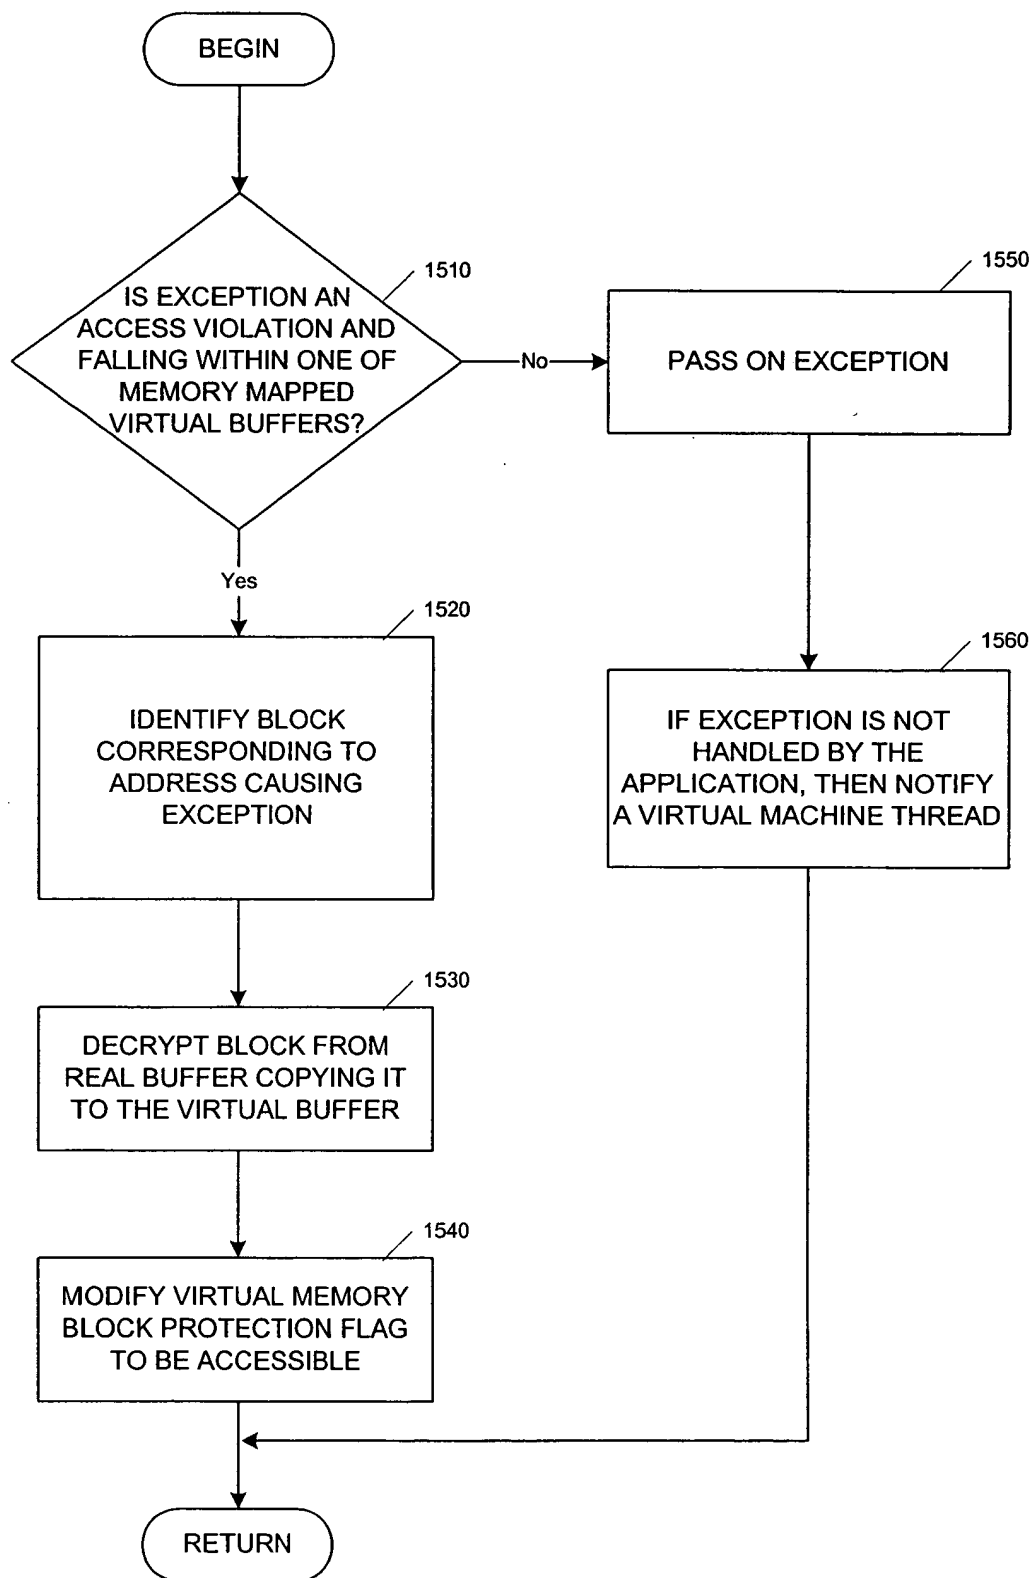 BEGIN
1510
IS EXCEPTION AN
ACCESS VIOLATION AND
FALLING WITHIN ONE OF
MEMORY MAPPED
VIRTUAL BUFFERS?
No
1550
PASS ON EXCEPTION
Yes
1520
IDENTIFY BLOCK
CORRESPONDING TO
ADDRESS CAUSING
EXCEPTION
1560
IF EXCEPTION IS NOT
HANDLED BY THE
APPLICATION, THEN NOTIFY
A VIRTUAL MACHINE THREAD
1530
DECRYPT BLOCK FROM
REAL BUFFER COPYING IT
TO THE VIRTUAL BUFFER
1540
MODIFY VIRTUAL MEMORY
BLOCK PROTECTION FLAG
TO BE ACCESSIBLE
RETURN